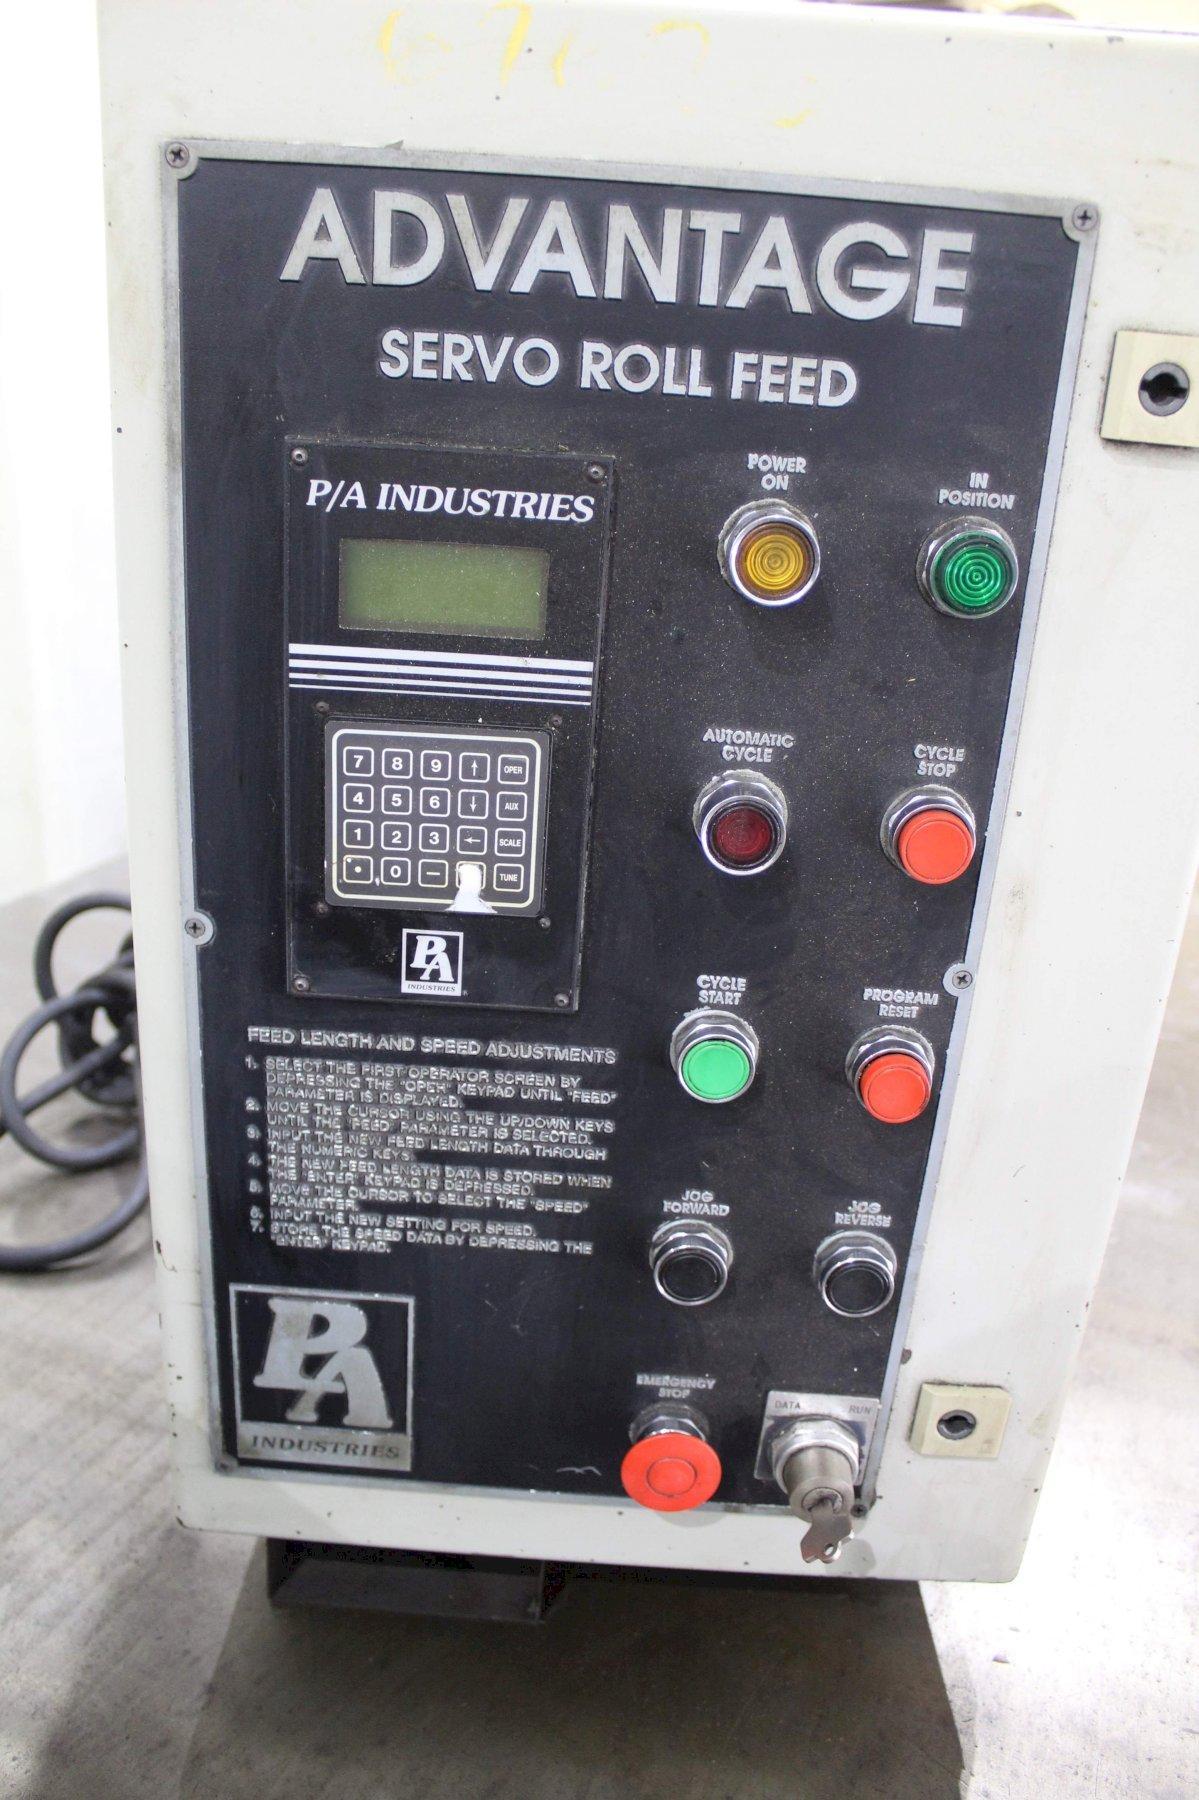 ADVANTAGE
SERVO ROLL FEED
P/A INDUSTRIES
7 8 9 ↑ OPER
4 5 6 ↓ AUX
1 2 3 ← SCALE
• 0 — TUNE
PA
INDUSTRIES
POWER
ON
IN
POSITION
AUTOMATIC
CYCLE
CYCLE
STOP
CYCLE
START
PROGRAM
RESET
FEED LENGTH AND SPEED ADJUSTMENTS
1. SELECT THE FIRST OPERATOR SCREEN BY
DEPRESSING THE "OPER" KEYPAD UNTIL "FEED"
PARAMETER IS DISPLAYED.
2. MOVE THE CURSOR USING THE UP/DOWN KEYS
UNTIL THE "FEED" PARAMETER IS SELECTED.
3. INPUT THE NEW FEED LENGTH DATA THROUGH
THE NUMERIC KEYS.
4. THE NEW FEED LENGTH DATA IS STORED WHEN
THE "ENTER" KEYPAD IS DEPRESSED.
5. MOVE THE CURSOR TO SELECT THE "SPEED"
PARAMETER.
6. INPUT THE NEW SETTING FOR SPEED.
7. STORE THE SPEED DATA BY DEPRESSING THE
"ENTER" KEYPAD.
JOG
FORWARD
JOG
REVERSE
EMERGENCY
STOP
DATA RUN
PA
INDUSTRIES